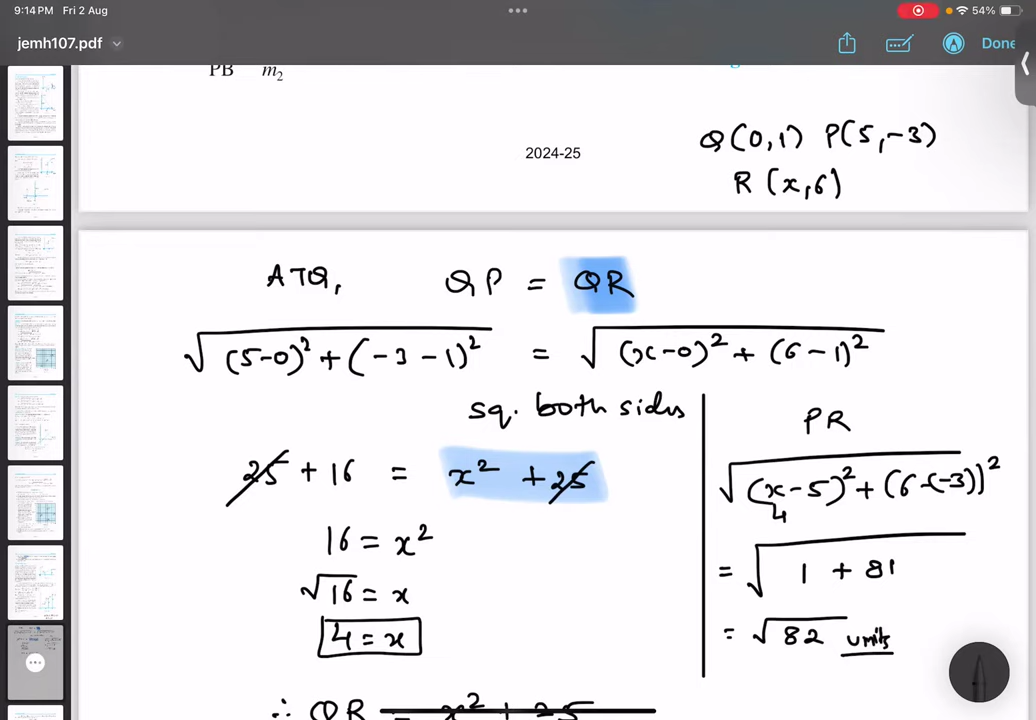 9:14 PM Fri 2 Aug
54%
jemh107.pdf
Done
PB m₂
2024-25
Q(0,1) P(5,-3)
R (x,6)
ATQ, QP = QR
√(5-0)² + (-3-1)² = √(x-0)² + (6-1)²
sq. both sides
25 + 16 = x² + 25
16 = x²
√16 = x
4 = x
∴ QR = x² + 25
PR
√(x-5)² + (6-(-3))²
4
= √1 + 81
= √82 units